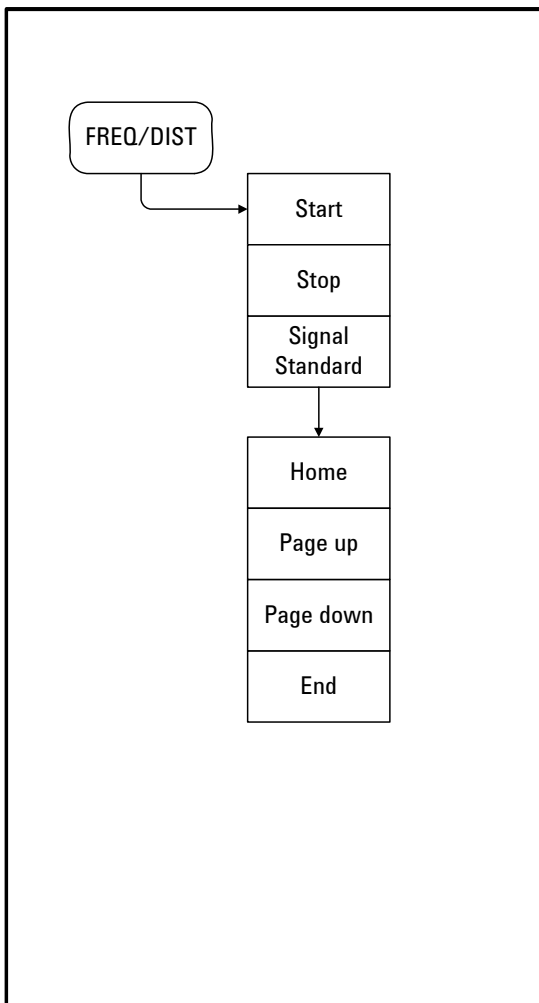 FREQ/DIST
Start
Stop
Signal
Standard
Home
Page up
Page down
End